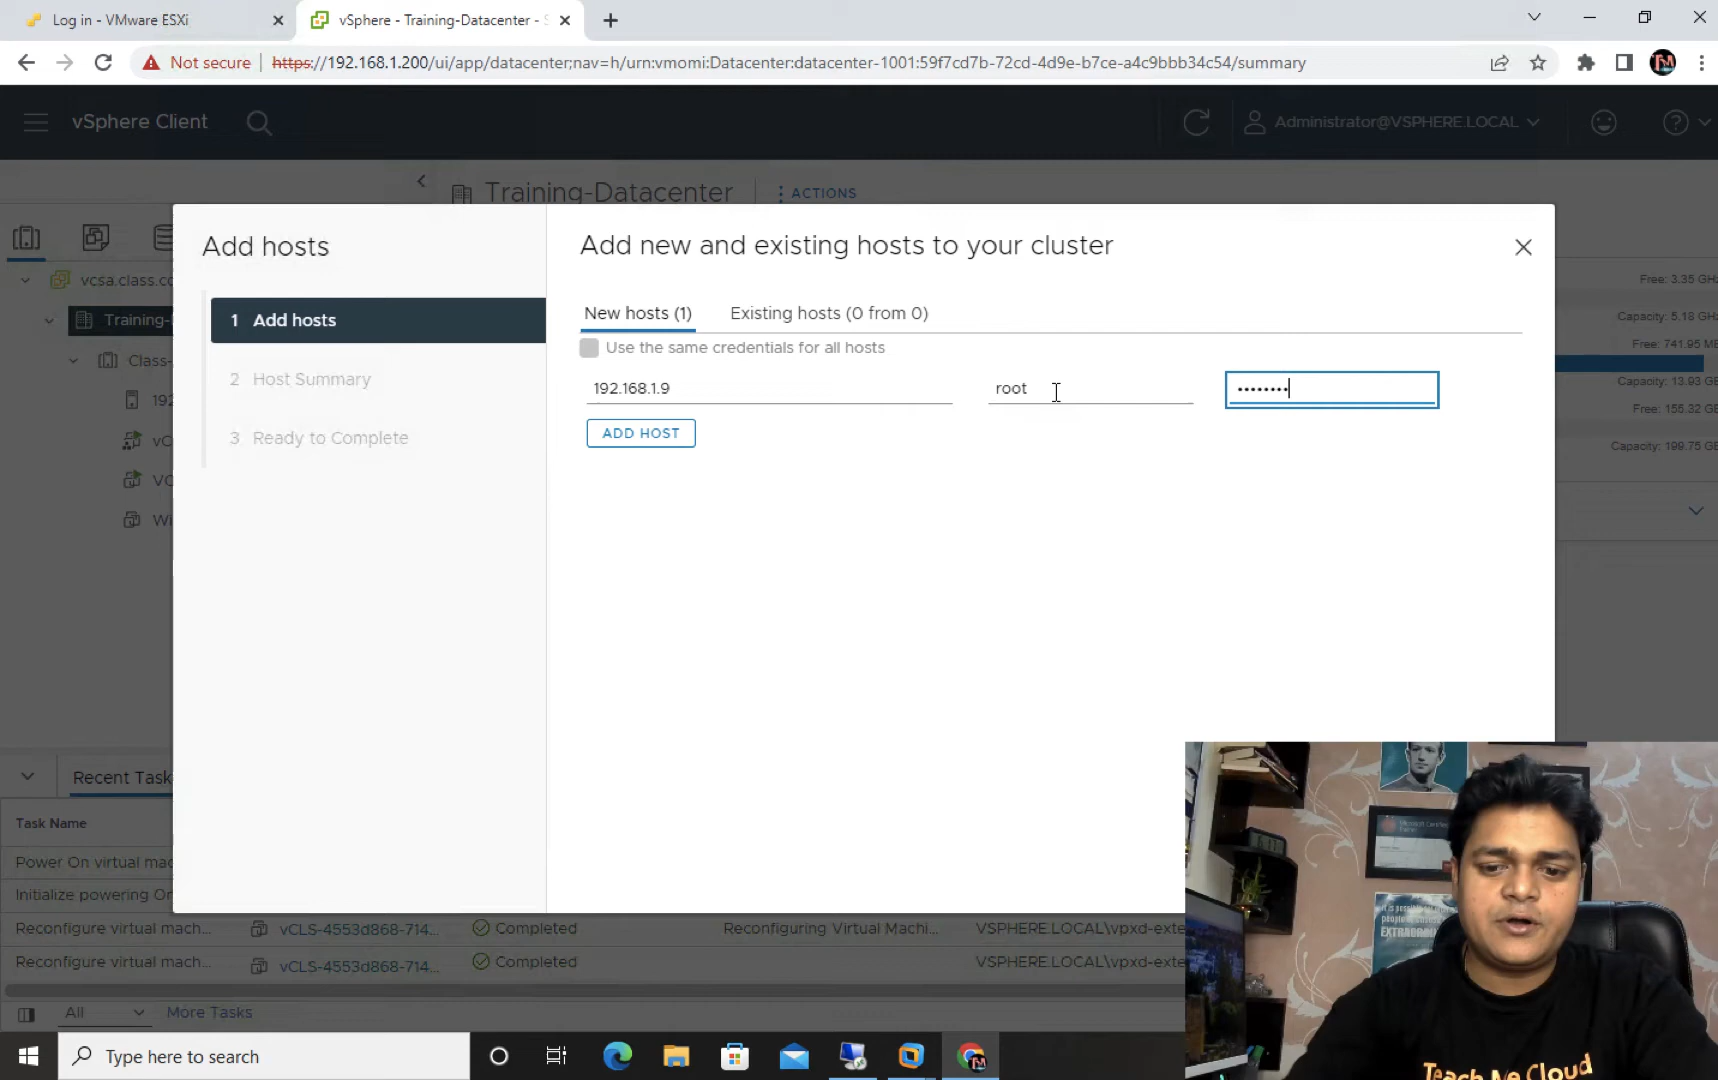 Log in - VMware ESXi
vSphere - Training-Datacenter - S
Not secure
https://192.168.1.200/ui/app/datacenter;nav=h/urn:vmomi:Datacenter:datacenter-1001:59f7cd7b-72cd-4d9e-b7ce-a4c9bbb34c54/summary
vSphere Client
Administrator@VSPHERE.LOCAL
Training-Datacenter
ACTIONS
vcsa.class.co
Training-
Class-
192
vC
VC
Wi
Add hosts
1 Add hosts
2 Host Summary
3 Ready to Complete
Add new and existing hosts to your cluster
New hosts (1)
Existing hosts (0 from 0)
Use the same credentials for all hosts
192.168.1.9
root
••••••••
ADD HOST
Free: 3.35 GH
Capacity: 5.18 GH
Free: 741.95 MB
Capacity: 13.93 GB
Free: 155.32 GB
Capacity: 199.75 GB
Recent Task
Task Name
Power On virtual mac
Initialize powering On
Reconfigure virtual mach...
vCLS-4553d868-714...
Completed
Reconfiguring Virtual Machi...
VSPHERE.LOCAL\vpxd-exte
Reconfigure virtual mach...
vCLS-4553d868-714...
Completed
VSPHERE.LOCAL\vpxd-exte
All
More Tasks
Type here to search
EXTRAORDI
Teach Me Cloud